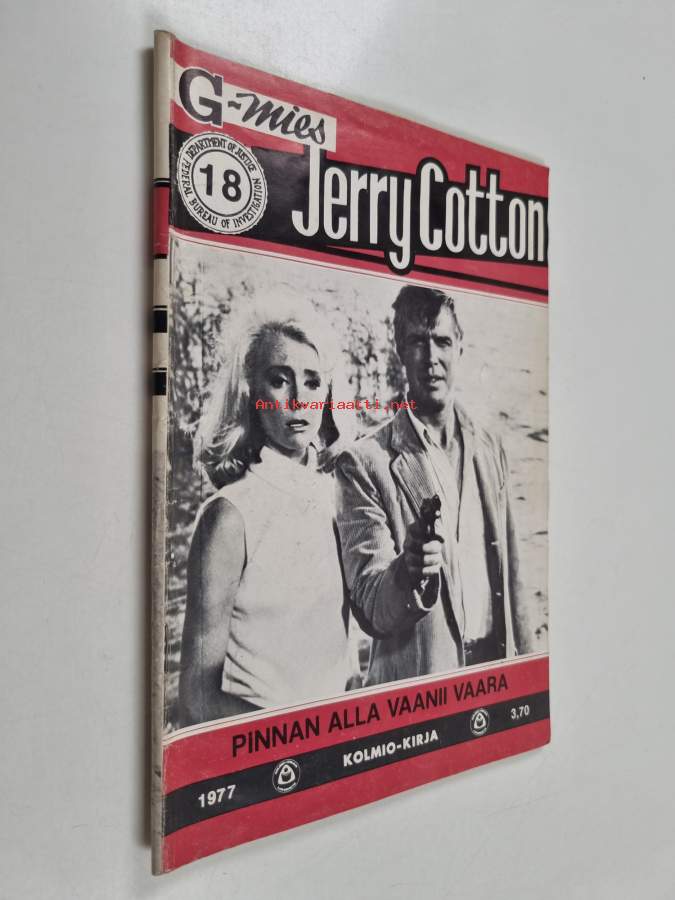 G-mies
DEPARTMENT OF JUSTICE
18
FEDERAL BUREAU OF INVESTIGATION
Jerry Cotton
Antikvariaatti.net
PINNAN ALLA VAANII VAARA
1977
KOLMIO-KIRJA
3,70